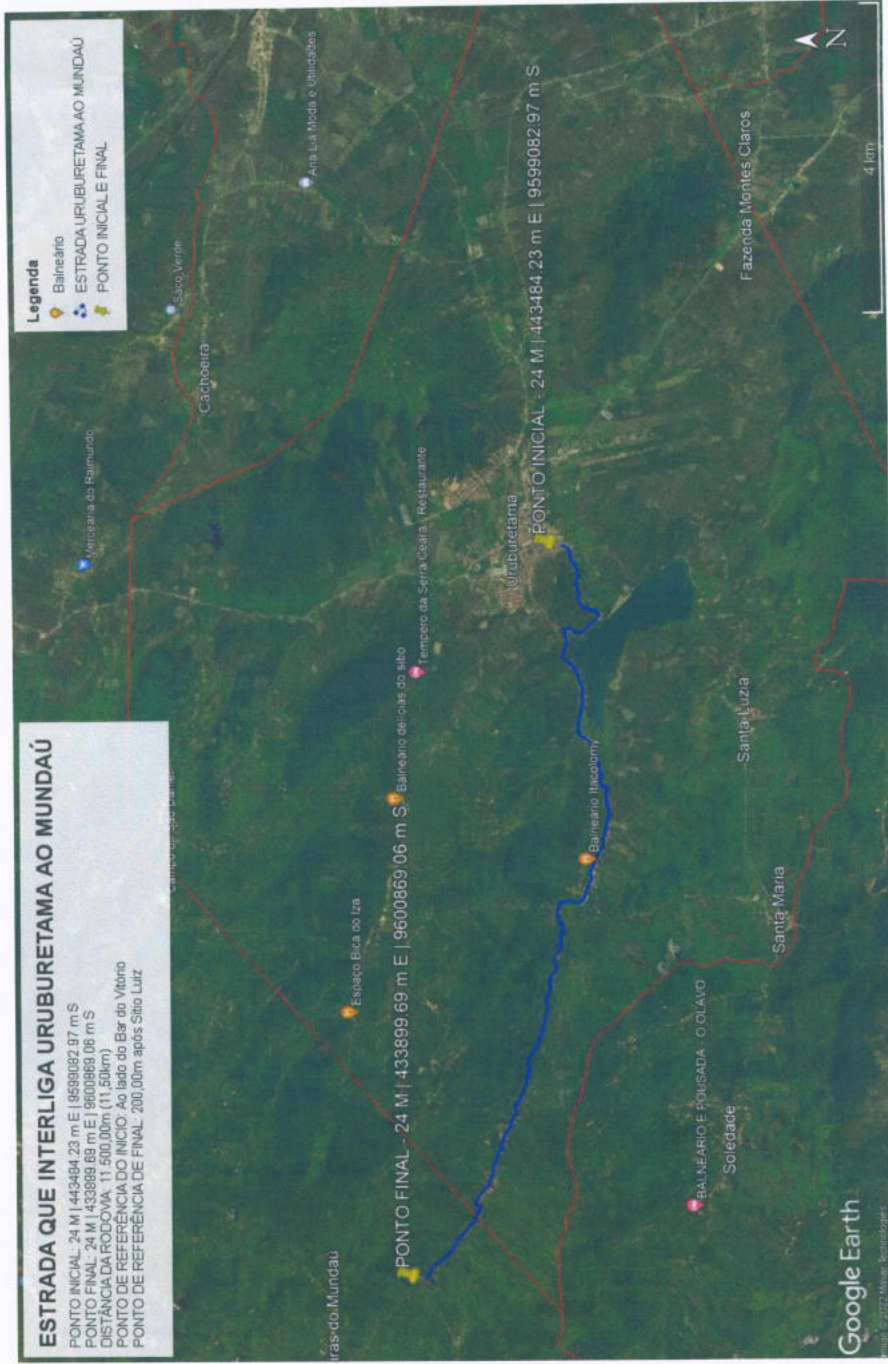 ESTRADA QUE INTERLIGA URUBURETAMA AO MUNDAÚ
PONTO INICIAL: 24 M | 443484.23 m E | 9599082.97 m S
PONTO FINAL: 24 M | 433899.69 m E | 9600869.06 m S
DISTÂNCIA DA RODOVIA: 11.500,00m (11,50km)
PONTO DE REFERÊNCIA DO INICIO: Ao lado do Bar do Vitório
PONTO DE REFERÊNCIA DE FINAL: 200,00m após Sítio Luiz
Legenda
Balneário
ESTRADA URUBURETAMA AO MUNDAÚ
PONTO INICIAL E FINAL
Mercearia do Raimundo
Saco Verde
Cachoeira
Ana Lia Moda e Utilidades
Espaço Bica do Iza
Balneário delícias do sítio
Tempero da Serra Ceará - Restaurante
iras do Mundaú
PONTO FINAL - 24 M | 433899.69 m E | 9600869.06 m S
Uruburetama
PONTO INICIAL - 24 M | 443484.23 m E | 9599082.97 m S
Balneário Itacolomy
BALNEÁRIO E POUSADA - O OLAVO
Soledade
Santa Maria
Santa Luzia
Fazenda Montes Claros
Google Earth
4 km
N